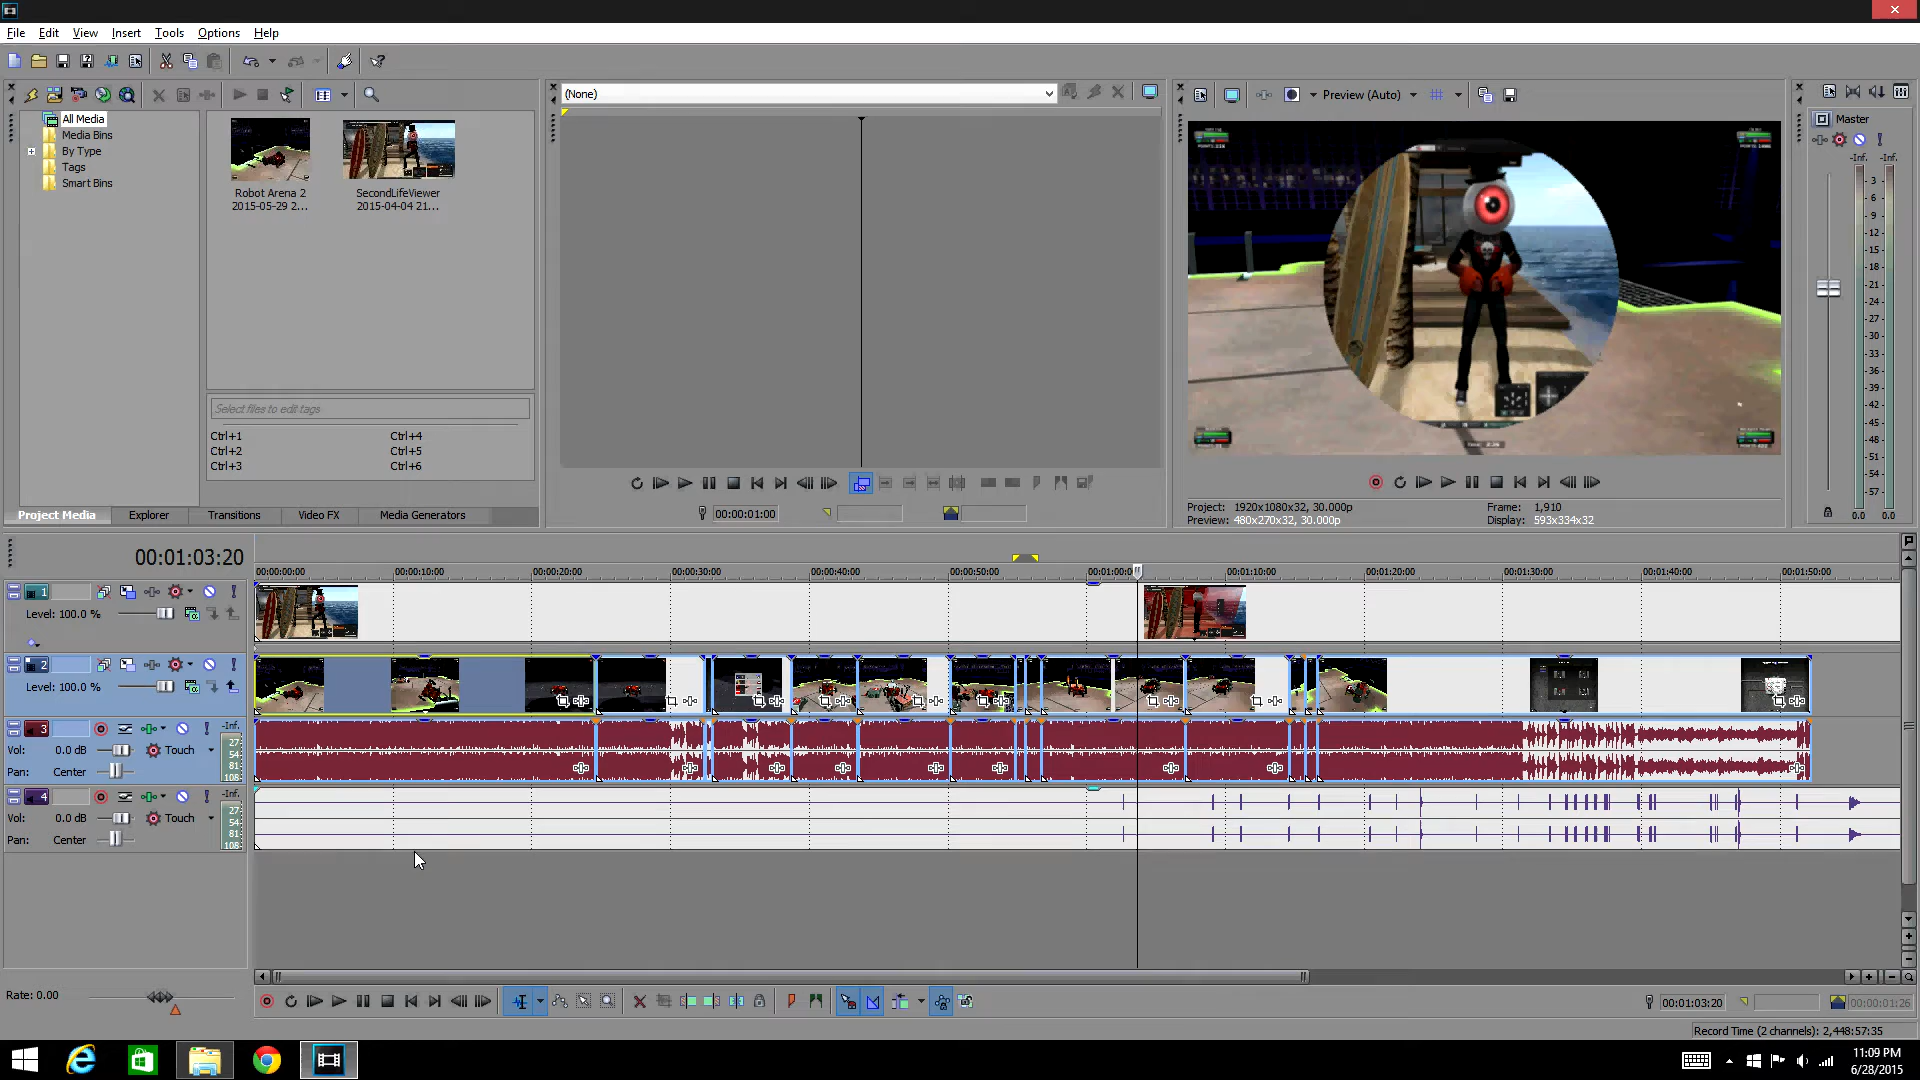 File Edit View Insert Tools Options Help
(None)
Preview (Auto)
Master
All Media
Media Bins
By Type
Tags
Smart Bins
Robot Arena 2
2015-05-29 2...
SecondLifeViewer
2015-04-04 21...
Select files to edit tags
Ctrl+1 Ctrl+4
Ctrl+2 Ctrl+5
Ctrl+3 Ctrl+6
Project Media Explorer Transitions Video FX Media Generators
00:00:01:00
Project: 1920x1080x32, 30.000p Frame: 1,910
Preview: 480x270x32, 30.000p Display: 593x334x32
-Inf. -Inf.
- 3 -
- 6 -
- 9 -
-12-
-15-
-18-
-21-
-24-
-27-
-30-
-33-
-36-
-39-
-42-
-45-
-48-
-51-
-54-
-57-
0.0 0.0
00:01:03:20
00:00:00:00 00:00:10:00 00:00:20:00 00:00:30:00 00:00:40:00 00:00:50:00 00:01:00:0 00:01:10:00 00:01:20:00 00:01:30:00 00:01:40:00 00:01:50:00
1
Level: 100.0 %
2
Level: 100.0 %
3 -Inf.
Vol: 0.0 dB Touch
Pan: Center
27
54
81
108
4 -Inf.
Vol: 0.0 dB Touch
Pan: Center
27
54
81
108
Rate: 0.00
00:01:03:20 00:00:01:26
Record Time (2 channels): 2,448:57:35
11:09 PM
6/28/2015